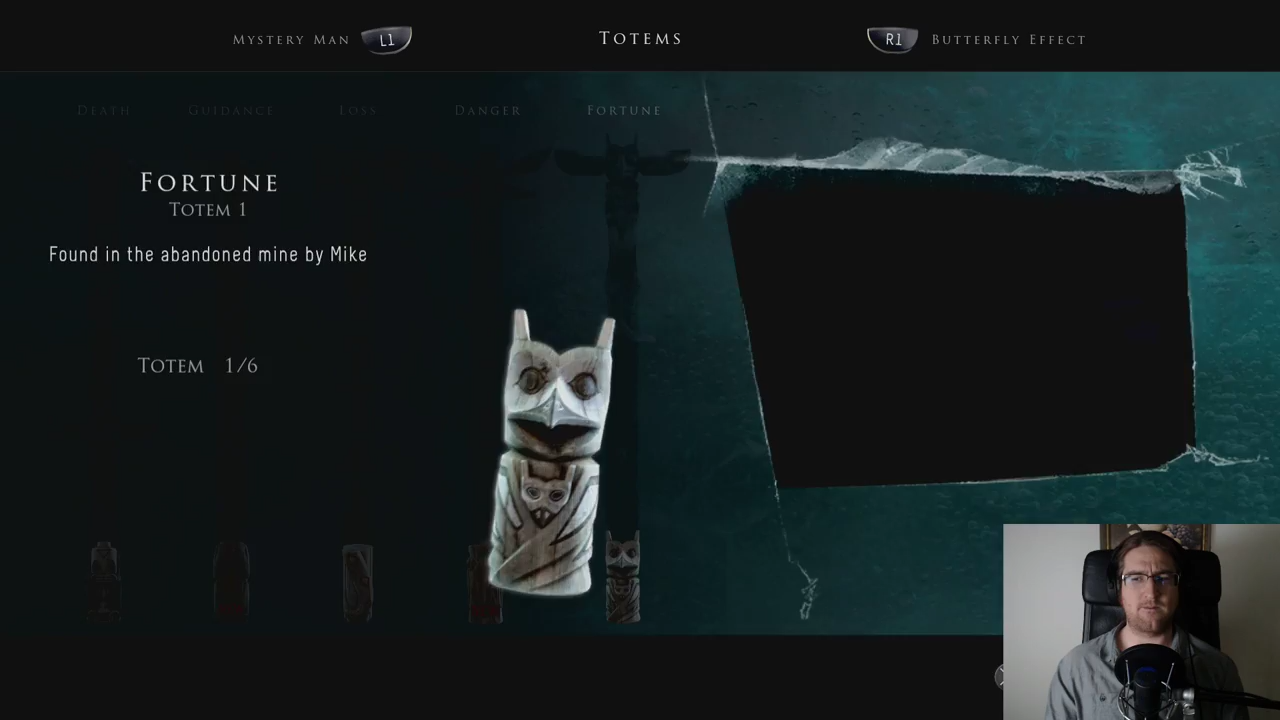 Mystery Man L1 Totems R1 Butterfly Effect
Death Guidance Loss Danger Fortune
Fortune
Totem 1
Found in the abandoned mine by Mike
Totem 1/6